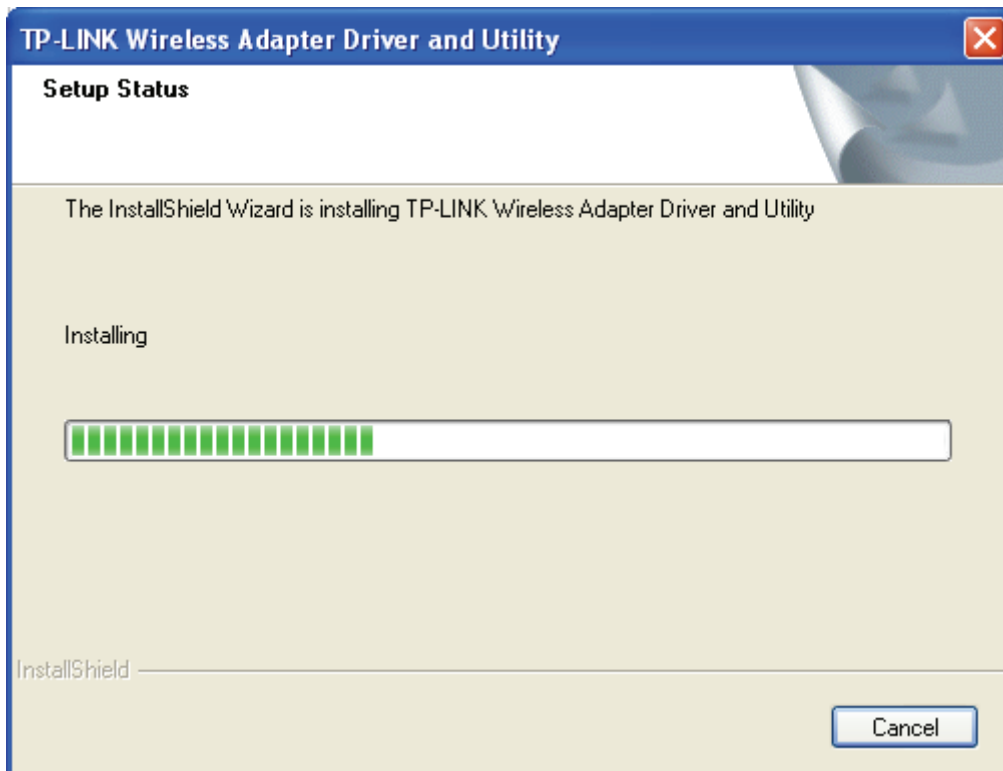 TP-LINK Wireless Adapter Driver and Utility
Setup Status
The InstallShield Wizard is installing TP-LINK Wireless Adapter Driver and Utility
Installing
InstallShield
Cancel